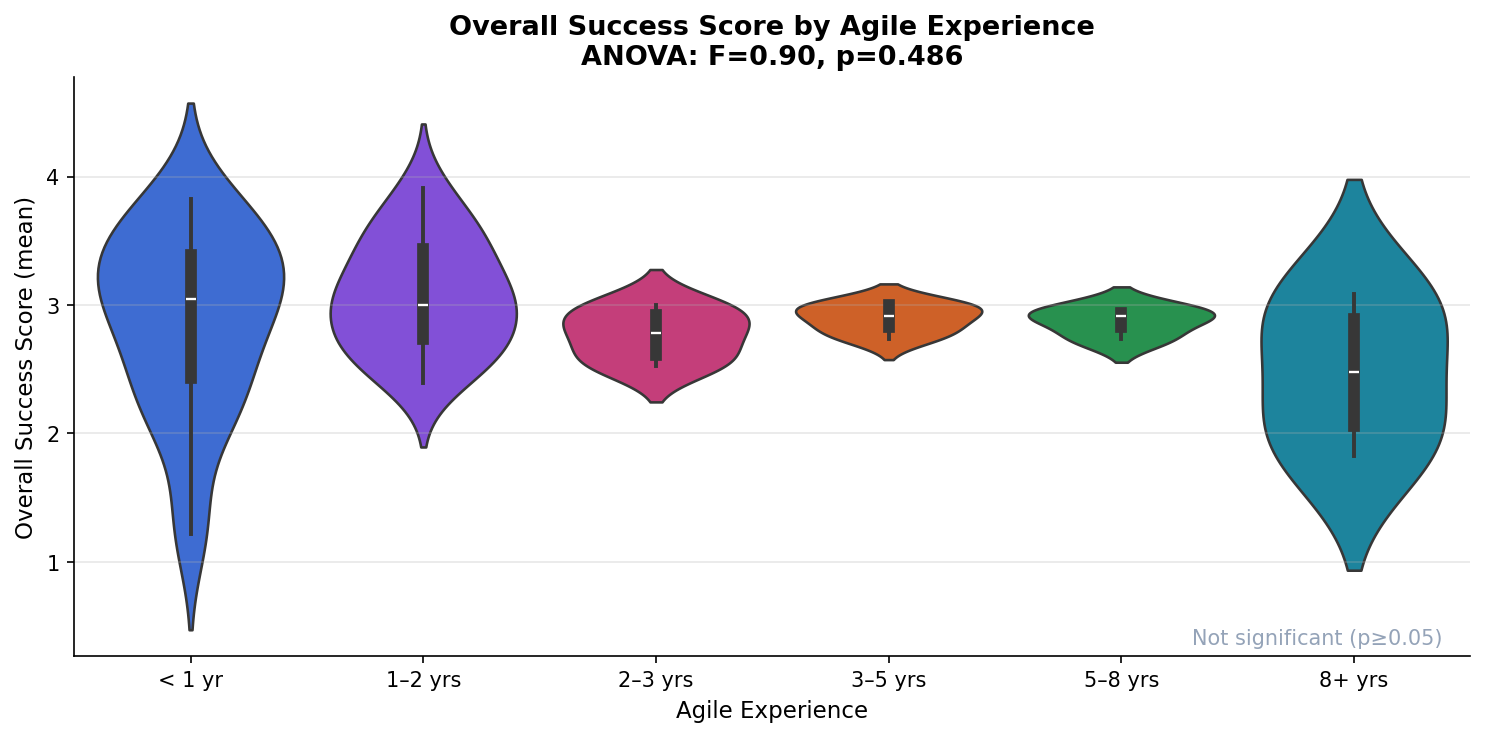 Overall Success Score by Agile Experience
ANOVA: F=0.90, p=0.486
Overall Success Score (mean)
4
3
2
1
Not significant (p≥0.05)
< 1 yr
1–2 yrs
2–3 yrs
3–5 yrs
5–8 yrs
8+ yrs
Agile Experience